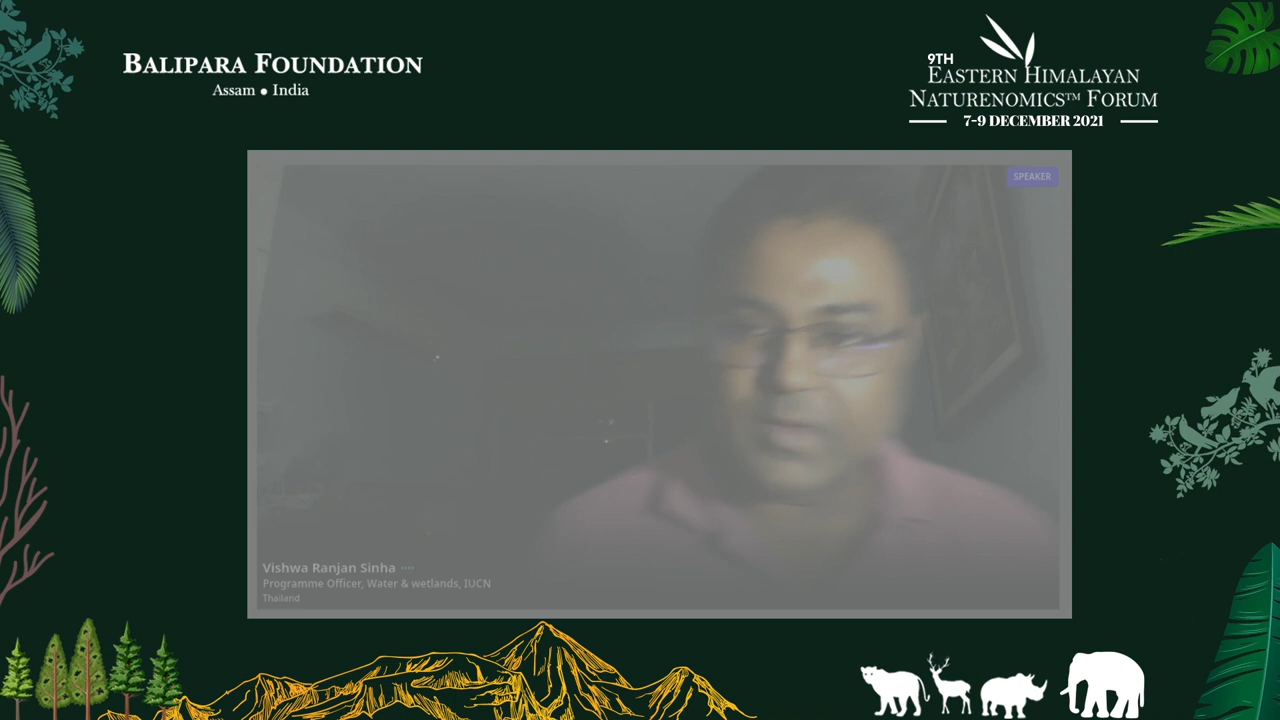 BALIPARA FOUNDATION
Assam ● India
9TH
EASTERN HIMALAYAN
NATURENOMICS™ FORUM
7-9 DECEMBER 2021
SPEAKER
Vishwa Ranjan Sinha
Programme Officer, Water & wetlands, IUCN
Thailand